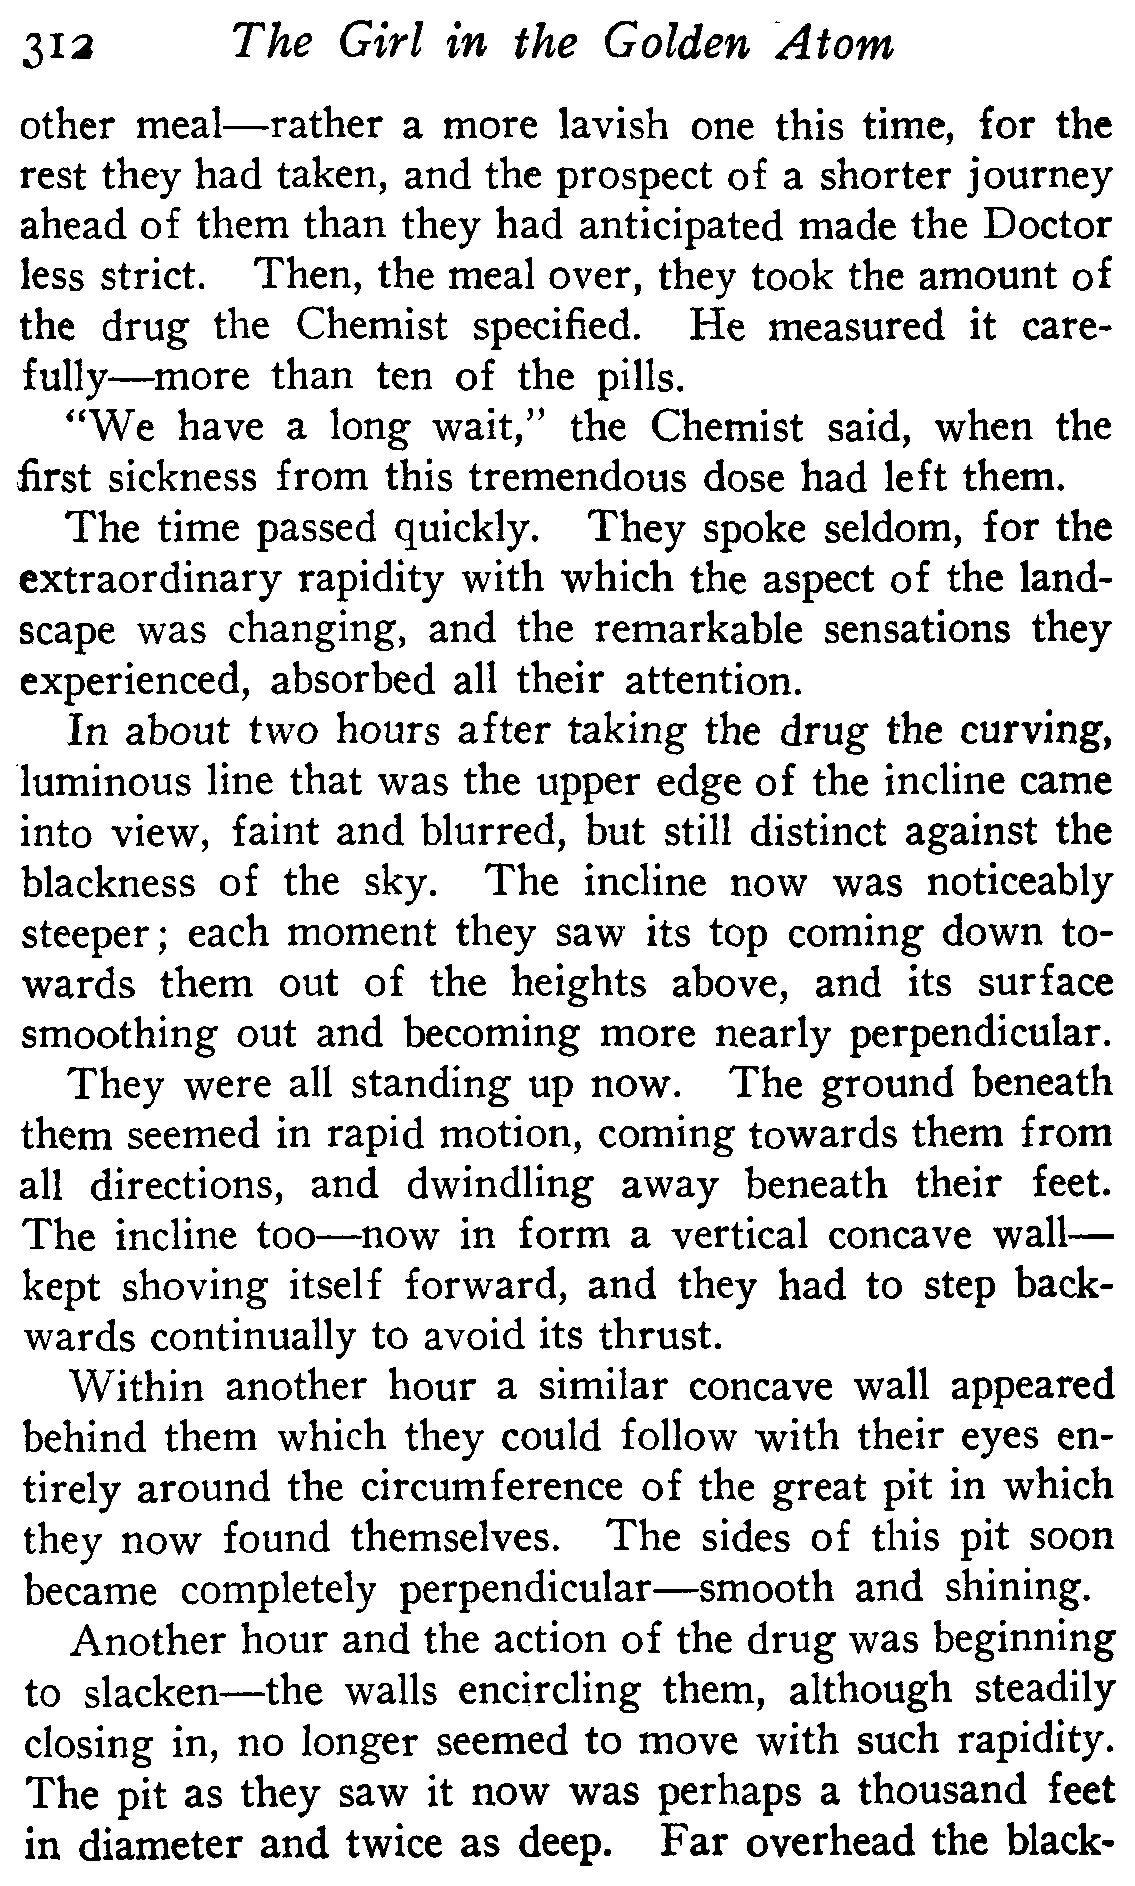 312 The Girl in the Golden Atom
other meal—rather a more lavish one this time, for the
rest they had taken, and the prospect of a shorter journey
ahead of them than they had anticipated made the Doctor
less strict. Then, the meal over, they took the amount of
the drug the Chemist specified. He measured it care-
fully—more than ten of the pills.
"We have a long wait," the Chemist said, when the
first sickness from this tremendous dose had left them.
The time passed quickly. They spoke seldom, for the
extraordinary rapidity with which the aspect of the land-
scape was changing, and the remarkable sensations they
experienced, absorbed all their attention.
In about two hours after taking the drug the curving,
luminous line that was the upper edge of the incline came
into view, faint and blurred, but still distinct against the
blackness of the sky. The incline now was noticeably
steeper; each moment they saw its top coming down to-
wards them out of the heights above, and its surface
smoothing out and becoming more nearly perpendicular.
They were all standing up now. The ground beneath
them seemed in rapid motion, coming towards them from
all directions, and dwindling away beneath their feet.
The incline too—now in form a vertical concave wall—
kept shoving itself forward, and they had to step back-
wards continually to avoid its thrust.
Within another hour a similar concave wall appeared
behind them which they could follow with their eyes en-
tirely around the circumference of the great pit in which
they now found themselves. The sides of this pit soon
became completely perpendicular—smooth and shining.
Another hour and the action of the drug was beginning
to slacken—the walls encircling them, although steadily
closing in, no longer seemed to move with such rapidity.
The pit as they saw it now was perhaps a thousand feet
in diameter and twice as deep. Far overhead the black-